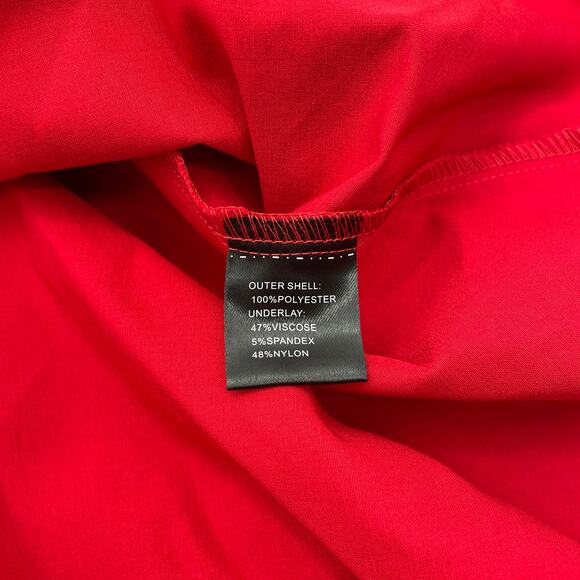 OUTER SHELL:
100%POLYESTER
UNDERLAY:
47%VISCOSE
5%SPANDEX
48%NYLON